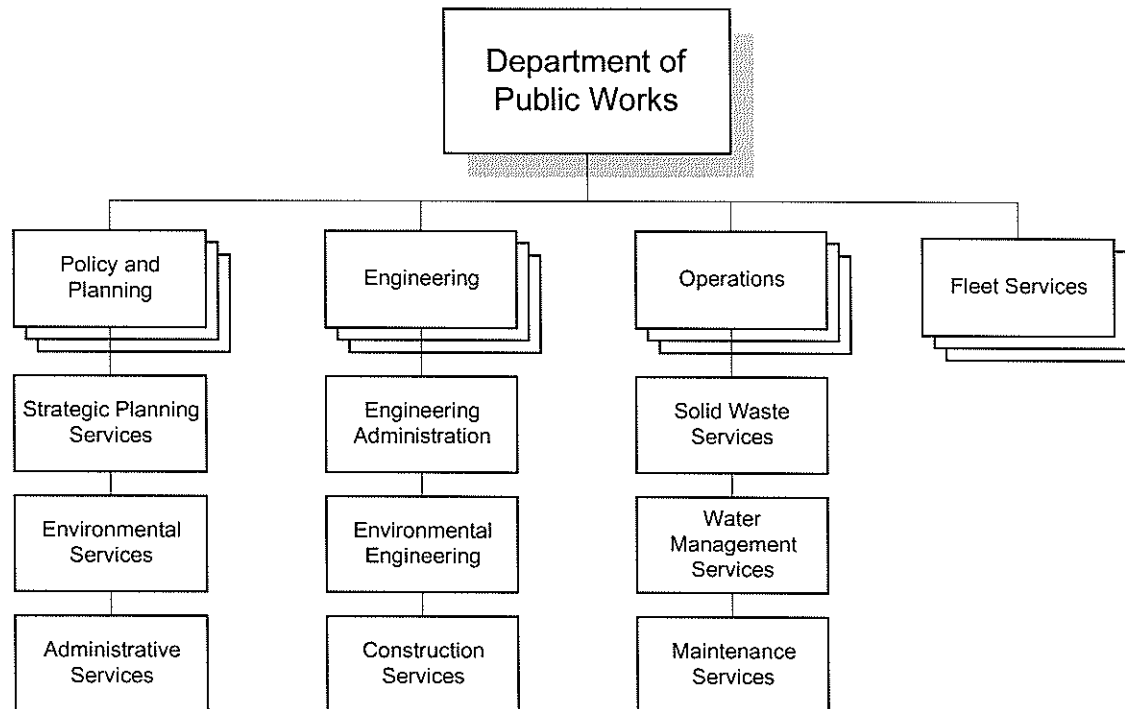 Department of
Public Works
Policy and
Planning
Engineering
Operations
Fleet Services
Strategic Planning
Services
Engineering
Administration
Solid Waste
Services
Environmental
Services
Environmental
Engineering
Water
Management
Services
Administrative
Services
Construction
Services
Maintenance
Services